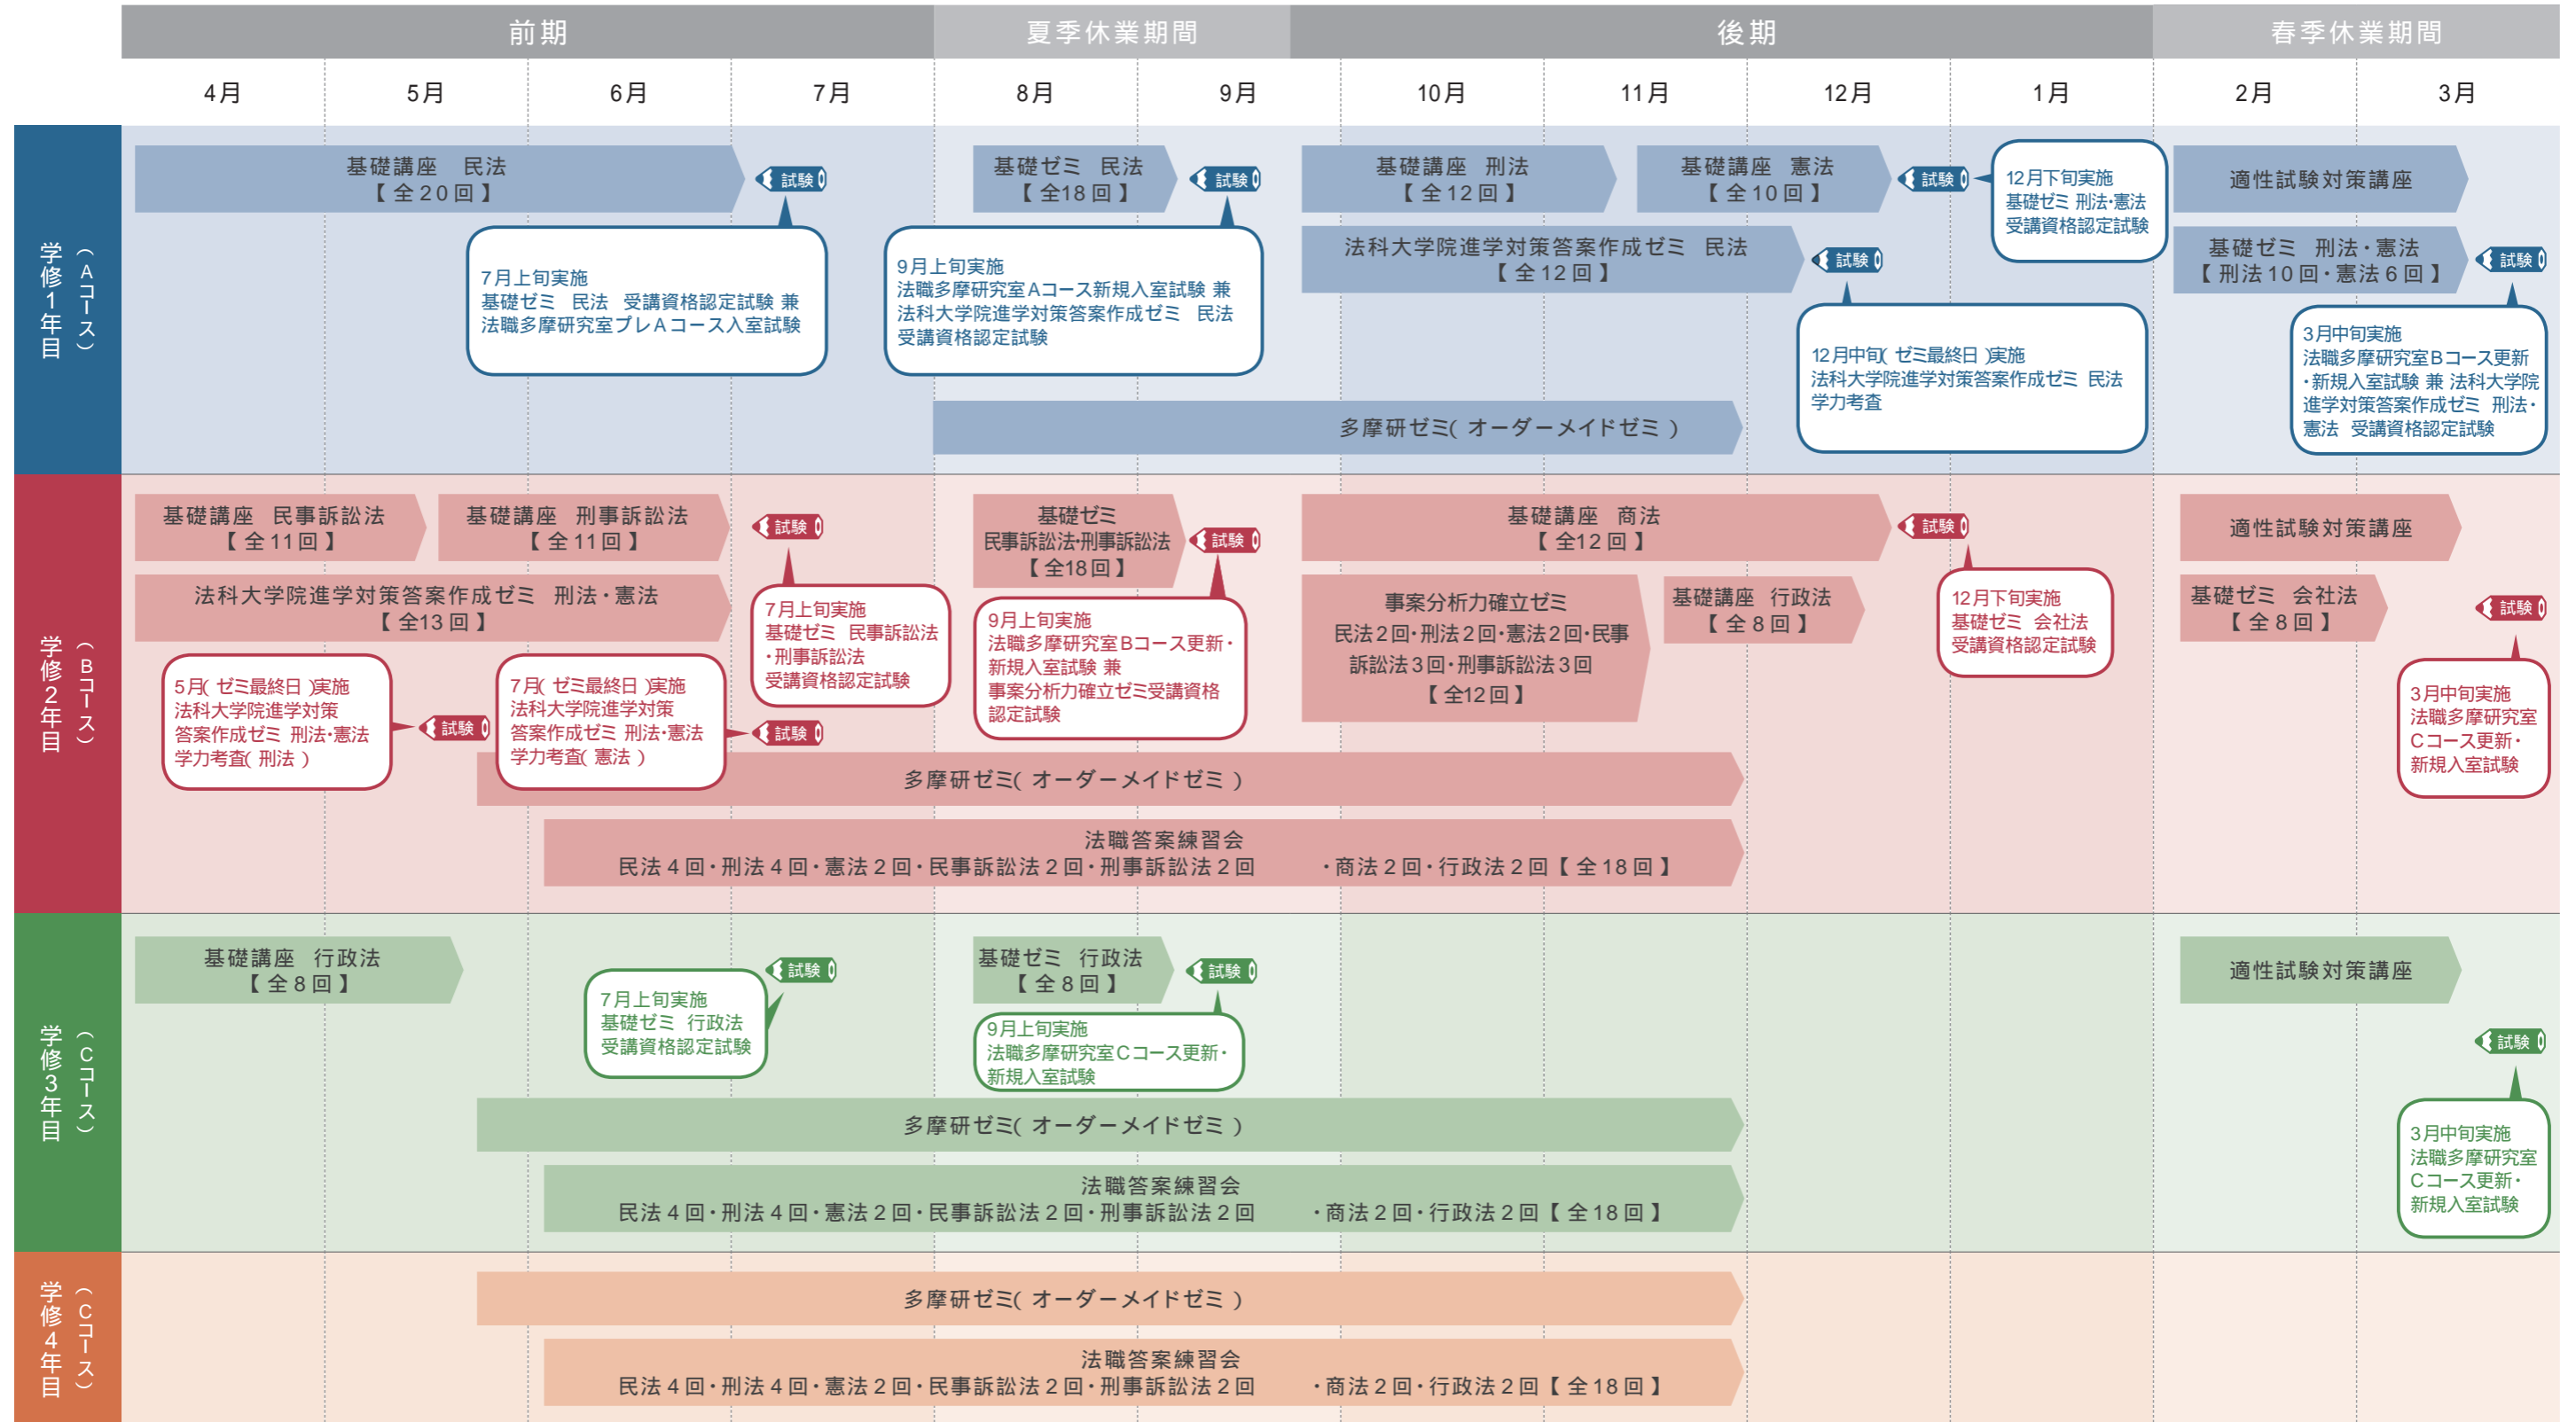 前期
夏季休業期間
後期
春季休業期間
4月
5月
6月
7月
8月
9月
10月
11月
12月
1月
2月
3月
学修1年目
（Aコース）
基礎講座 民法
【全20回】
試験
7月上旬実施
基礎ゼミ 民法 受講資格認定試験 兼
法職多摩研究室プレAコース入室試験
基礎ゼミ 民法
【全18回】
試験
9月上旬実施
法職多摩研究室Aコース新規入室試験 兼
法科大学院進学対策答案作成ゼミ 民法
受講資格認定試験
基礎講座 刑法
【全12回】
基礎講座 憲法
【全10回】
試験
12月下旬実施
基礎ゼミ 刑法・憲法
受講資格認定試験
法科大学院進学対策答案作成ゼミ 民法
【全12回】
試験
12月中旬(ゼミ最終日)実施
法科大学院進学対策答案作成ゼミ 民法
学力考査
適性試験対策講座
基礎ゼミ 刑法・憲法
【刑法10回・憲法6回】
試験
3月中旬実施
法職多摩研究室Bコース更新
・新規入室試験 兼 法科大学院
進学対策答案作成ゼミ 刑法・
憲法 受講資格認定試験
多摩研ゼミ(オーダーメイドゼミ)
学修2年目
（Bコース）
基礎講座 民事訴訟法
【全11回】
基礎講座 刑事訴訟法
【全11回】
試験
7月上旬実施
基礎ゼミ 民事訴訟法
・刑事訴訟法
受講資格認定試験
法科大学院進学対策答案作成ゼミ 刑法・憲法
【全13回】
5月(ゼミ最終日)実施
法科大学院進学対策
答案作成ゼミ 刑法・憲法
学力考査(刑法)
試験
7月(ゼミ最終日)実施
法科大学院進学対策
答案作成ゼミ 刑法・憲法
学力考査(憲法)
試験
基礎ゼミ
民事訴訟法・刑事訴訟法
【全18回】
試験
9月上旬実施
法職多摩研究室Bコース更新・
新規入室試験 兼
事案分析力確立ゼミ受講資格
認定試験
基礎講座 商法
【全12回】
試験
12月下旬実施
基礎ゼミ 会社法
受講資格認定試験
事案分析力確立ゼミ
民法2回・刑法2回・憲法2回・民事
訴訟法3回・刑事訴訟法3回
【全12回】
基礎講座 行政法
【全8回】
適性試験対策講座
基礎ゼミ 会社法
【全8回】
試験
3月中旬実施
法職多摩研究室
Cコース更新・
新規入室試験
多摩研ゼミ(オーダーメイドゼミ)
法職答案練習会
民法4回・刑法4回・憲法2回・民事訴訟法2回・刑事訴訟法2回 ・商法2回・行政法2回【全18回】
学修3年目
（Cコース）
基礎講座 行政法
【全8回】
試験
7月上旬実施
基礎ゼミ 行政法
受講資格認定試験
基礎ゼミ 行政法
【全8回】
試験
9月上旬実施
法職多摩研究室Cコース更新・
新規入室試験
適性試験対策講座
試験
3月中旬実施
法職多摩研究室
Cコース更新・
新規入室試験
多摩研ゼミ(オーダーメイドゼミ)
法職答案練習会
民法4回・刑法4回・憲法2回・民事訴訟法2回・刑事訴訟法2回 ・商法2回・行政法2回【全18回】
学修4年目
（Cコース）
多摩研ゼミ(オーダーメイドゼミ)
法職答案練習会
民法4回・刑法4回・憲法2回・民事訴訟法2回・刑事訴訟法2回 ・商法2回・行政法2回【全18回】